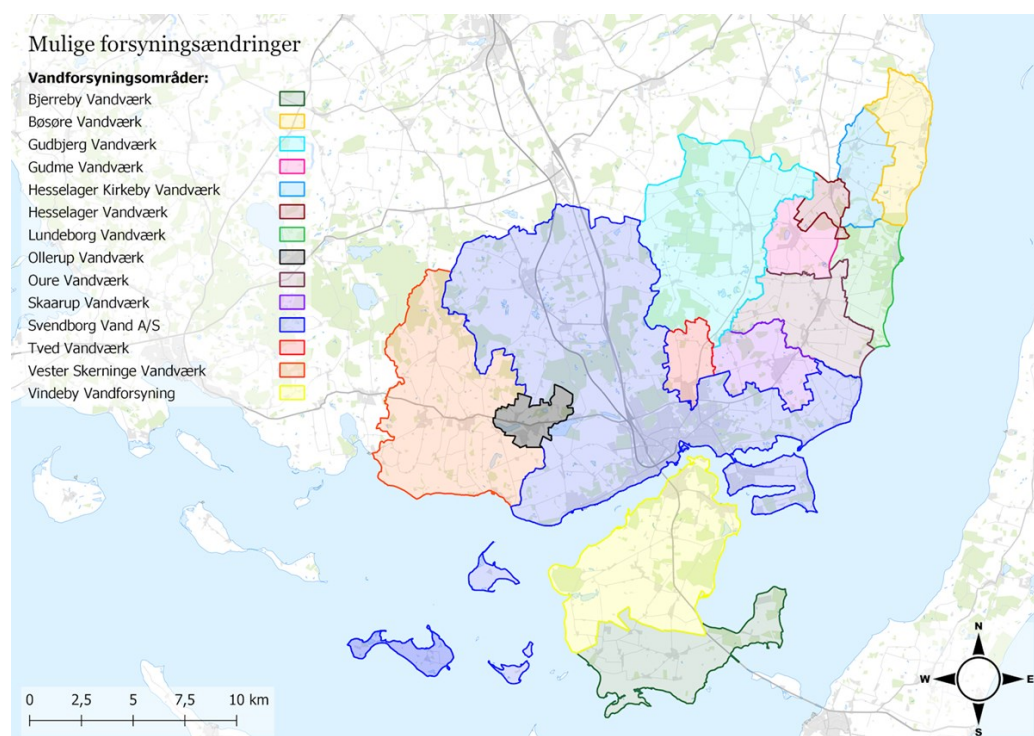 Mulige forsyningsændringer
Vandforsyningsområder:
Bjerreby Vandværk
Bøsøre Vandværk
Gudbjerg Vandværk
Gudme Vandværk
Hesselager Kirkeby Vandværk
Hesselager Vandværk
Lundeborg Vandværk
Ollerup Vandværk
Oure Vandværk
Skaarup Vandværk
Svendborg Vand A/S
Tved Vandværk
Vester Skerninge Vandværk
Vindeby Vandforsyning
0 2,5 5 7,5 10 km
N
W E
S